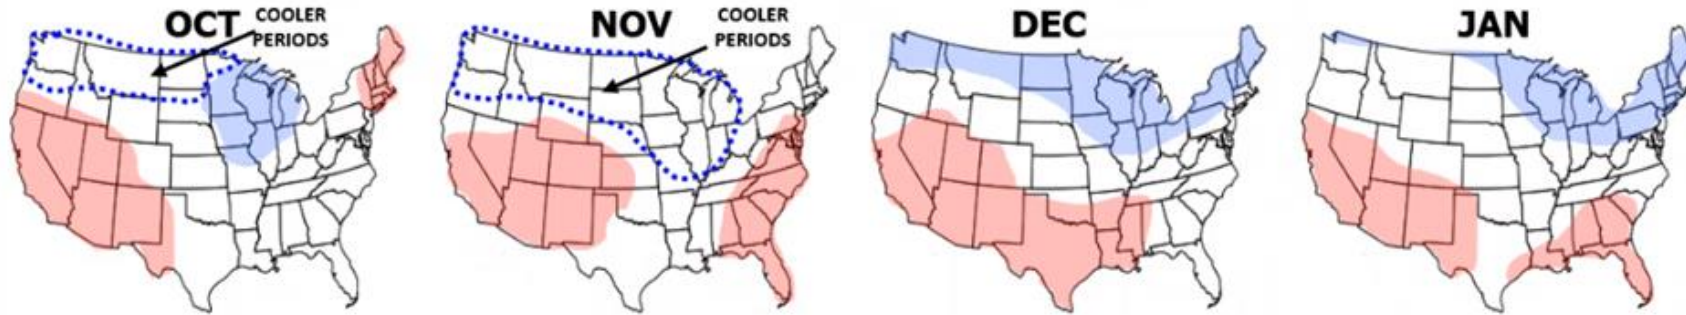 OCT
COOLER
PERIODS
NOV
COOLER
PERIODS
DEC
JAN